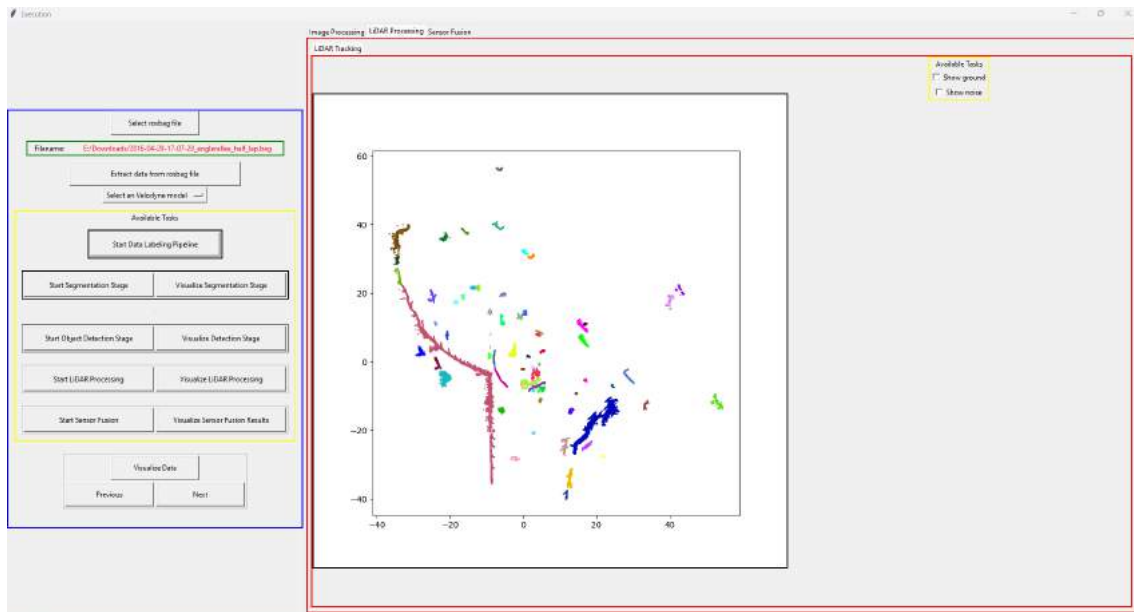 Execution
Image Processing LiDAR Processing Sensor Fusion
LiDAR Tracking
Available Tasks
Show ground
Show noise
Select rosbag file
Filename:
Extract data from rosbag file
Select an Velodyne model
Available Tasks
Start Data Labeling Pipeline
Start Segmentation Stage Visualize Segmentation Stage
Start Object Detection Stage Visualize Detection Stage
Start LiDAR Processing Visualize LiDAR Processing
Start Sensor Fusion Visualize Sensor Fusion Results
Visualize Data
Previous Next
60
40
20
0
−20
−40
−40 −20 0 20 40